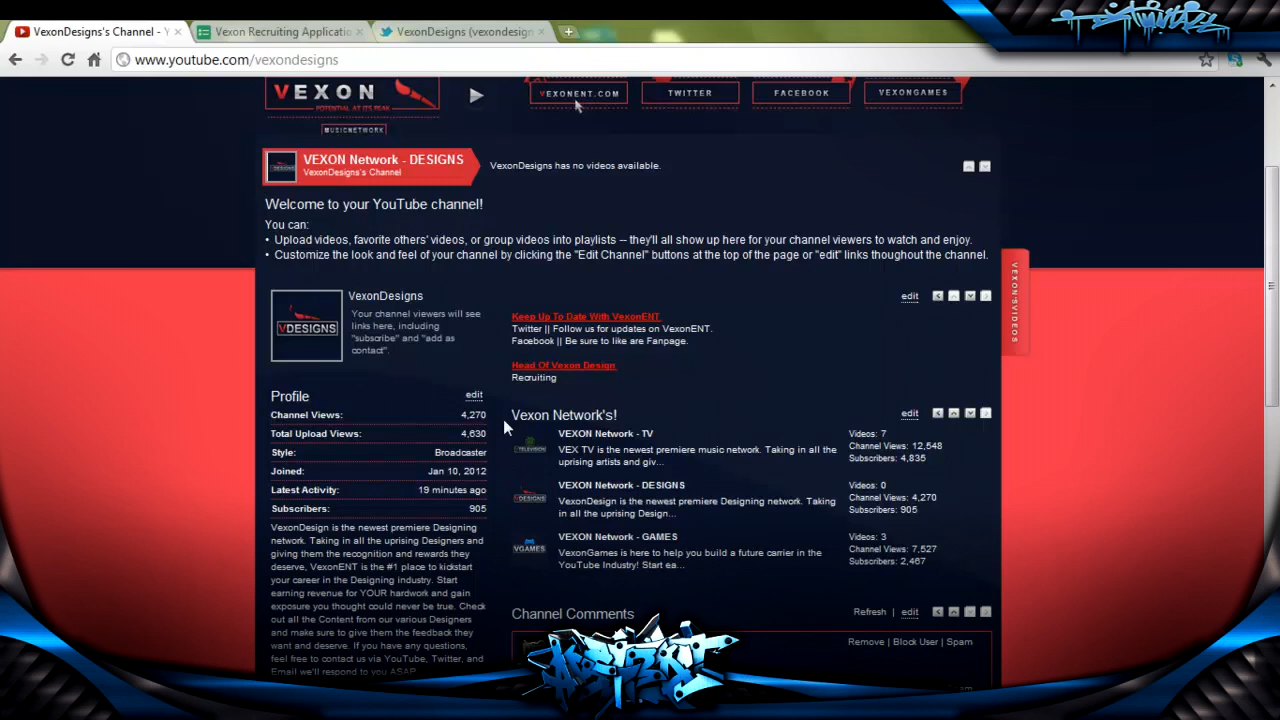 VexonDesigns's Channel - Y
Vexon Recruiting Applicatio
VexonDesigns (vexondesign
www.youtube.com/vexondesigns
VEXON
POTENTIAL AT ITS PEAK
MUSICNETWORK
VEXONENT.COM
TWITTER
FACEBOOK
VEXONGAMES
VEXON Network - DESIGNS
VexonDesigns's Channel
DESIGNS
VexonDesigns has no videos available.
Welcome to your YouTube channel!
You can:
• Upload videos, favorite others' videos, or group videos into playlists -- they'll all show up here for your channel viewers to watch and enjoy.
• Customize the look and feel of your channel by clicking the "Edit Channel" buttons at the top of the page or "edit" links thoughout the channel.
VEXON'SVIDEOS
VDESIGNS
VexonDesigns
Your channel viewers will see
links here, including
"subscribe" and "add as
contact".
edit
Keep Up To Date With VexonENT
Twitter || Follow us for updates on VexonENT.
Facebook || Be sure to like are Fanpage.
Head Of Vexon Design
Recruiting
Profile edit
Channel Views: 4,270
Total Upload Views: 4,630
Style: Broadcaster
Joined: Jan 10, 2012
Latest Activity: 19 minutes ago
Subscribers: 905
VexonDesign is the newest premiere Designing
network. Taking in all the uprising Designers and
giving them the recognition and rewards they
deserve, VexonENT is the #1 place to kickstart
your career in the Designing industry. Start
earning revenue for YOUR hardwork and gain
exposure you thought could never be true. Check
out all the Content from our various Designers
and make sure to give them the feedback they
want and deserve. If you have any questions,
feel free to contact us via YouTube, Twitter, and
Email we'll respond to you ASAP.
Vexon Network's! edit
TELEVISION
VEXON Network - TV
VEX TV is the newest premiere music network. Taking in all the
uprising artists and giv...
Videos: 7
Channel Views: 12,548
Subscribers: 4,835
VDESIGNS
VEXON Network - DESIGNS
VexonDesign is the newest premiere Designing network. Taking
in all the uprising Design...
Videos: 0
Channel Views: 4,270
Subscribers: 905
VGAMES
VEXON Network - GAMES
VexonGames is here to help you build a future carrier in the
YouTube Industry! Start ea...
Videos: 3
Channel Views: 7,527
Subscribers: 2,467
Channel Comments Refresh | edit
Remove | Block User | Spam